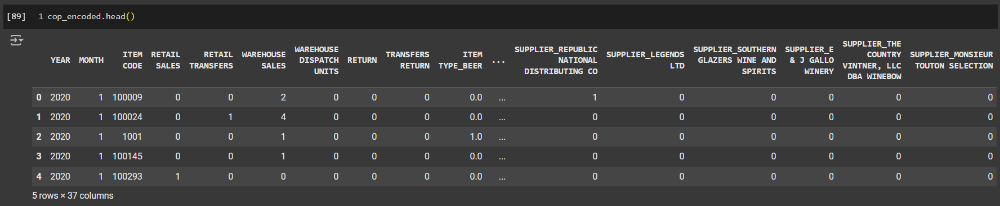 [89] 1 cop_encoded.head()
SUPPLIER_THE
SUPPLIER_REPUBLIC SUPPLIER_SOUTHERN SUPPLIER_E COUNTRY
WAREHOUSE
ITEM RETAIL RETAIL WAREHOUSE DISPATCH TRANSFERS ITEM NATIONAL SUPPLIER_LEGENDS GLAZERS WINE AND & J GALLO VINTNER, LLC SUPPLIER_MONSIEUR
YEAR MONTH CODE SALES TRANSFERS SALES UNITS RETURN RETURN TYPE_BEER ... DISTRIBUTING CO LTD SPIRITS WINERY DBA WINEBOW TOUTON SELECTION
0 2020 1 100009 0 0 2 0 0 0 0.0 ... 1 0 0 0 0 0
1 2020 1 100024 0 1 4 0 0 0 0.0 ... 0 0 0 0 0 0
2 2020 1 1001 0 0 1 0 0 0 1.0 ... 0 0 0 0 0 0
3 2020 1 100145 0 0 1 0 0 0 0.0 ... 0 0 0 0 0 0
4 2020 1 100293 1 0 0 0 0 0 0.0 ... 0 0 0 0 0 0
5 rows × 37 columns